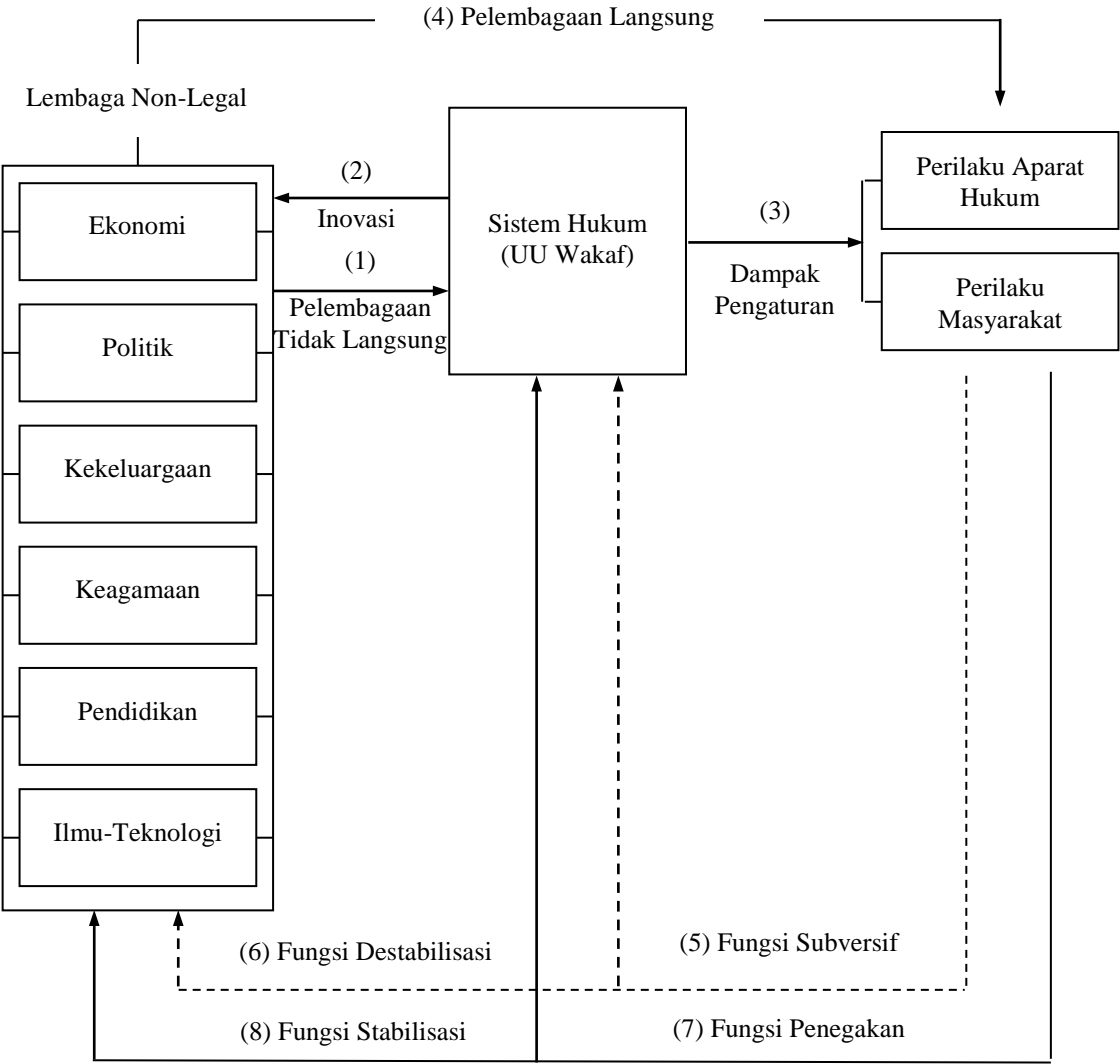 (4) Pelembagaan Langsung
Lembaga Non-Legal
Ekonomi
Politik
Kekeluargaan
Keagamaan
Pendidikan
Ilmu-Teknologi
(2)
Inovasi
(1)
Pelembagaan
Tidak Langsung
Sistem Hukum
(UU Wakaf)
(3)
Dampak
Pengaturan
Perilaku Aparat
Hukum
Perilaku
Masyarakat
(6) Fungsi Destabilisasi
(5) Fungsi Subversif
(8) Fungsi Stabilisasi
(7) Fungsi Penegakan